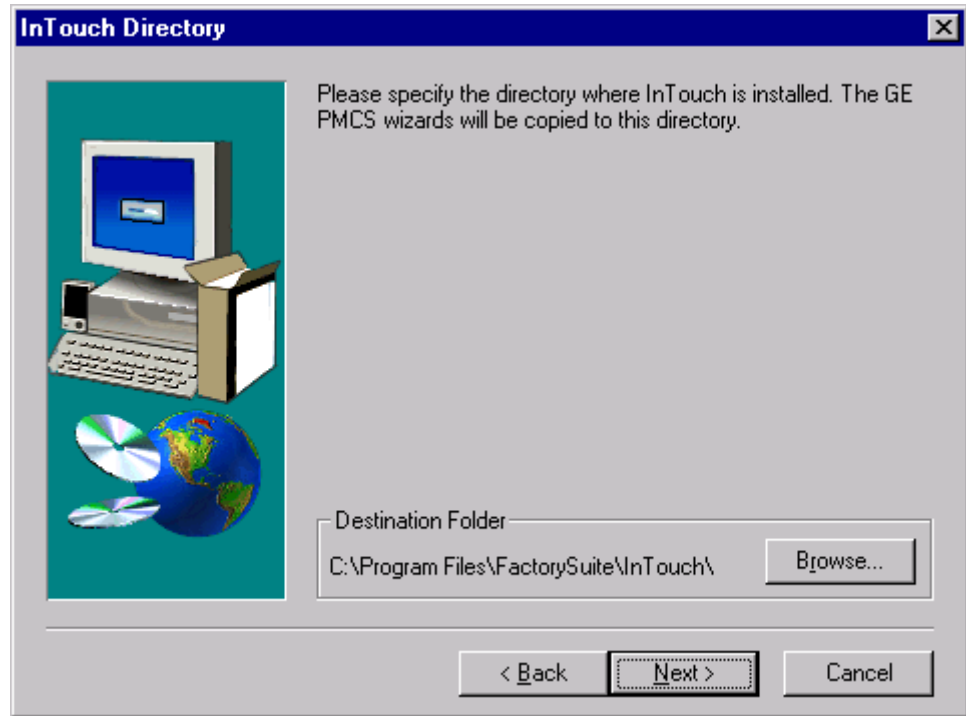 InTouch Directory
Please specify the directory where InTouch is installed. The GE
PMCS wizards will be copied to this directory.
Destination Folder
C:\Program Files\FactorySuite\InTouch\
Browse...
< Back
Next >
Cancel